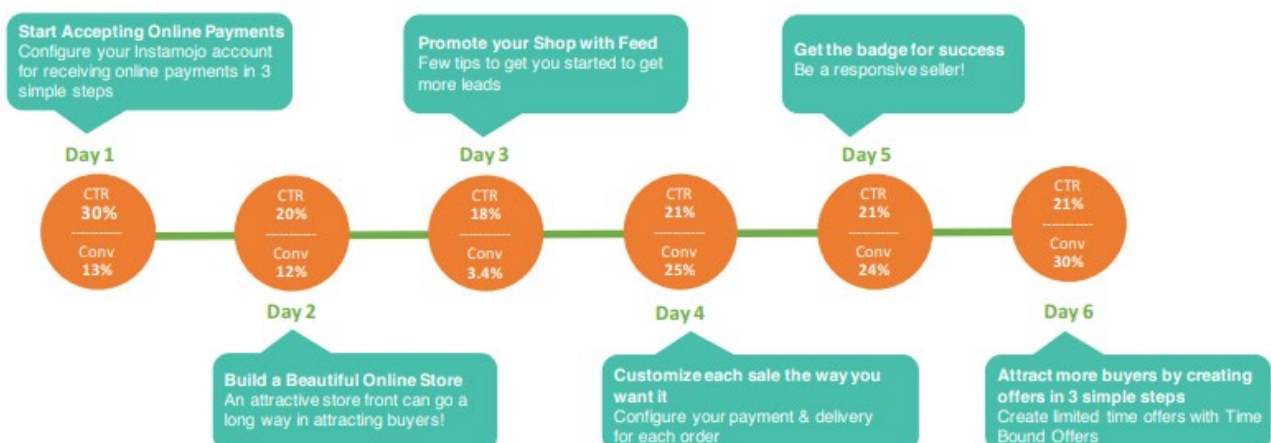 Start Accepting Online Payments
Configure your Instamojo account
for receiving online payments in 3
simple steps
Promote your Shop with Feed
Few tips to get you started to get
more leads
Get the badge for success
Be a responsive seller!
Day 1
Day 3
Day 5
CTR
30%
Conv
13%
CTR
20%
Conv
12%
CTR
18%
Conv
3.4%
CTR
21%
Conv
25%
CTR
21%
Conv
24%
CTR
21%
Conv
30%
Day 2
Day 4
Day 6
Build a Beautiful Online Store
An attractive store front can go a
long way in attracting buyers!
Customize each sale the way you
want it
Configure your payment & delivery
for each order
Attract more buyers by creating
offers in 3 simple steps
Create limited time offers with Time
Bound Offers